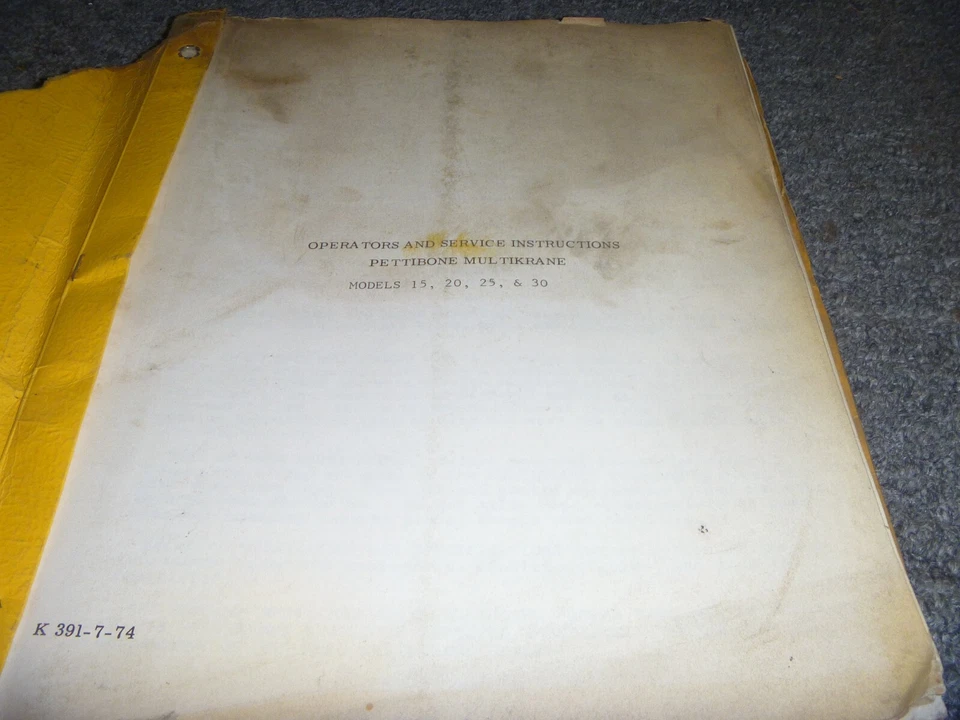 OPERATORS AND SERVICE INSTRUCTIONS
PETTIBONE MULTIKRANE
MODELS 15, 20, 25, & 30
K 391-7-74